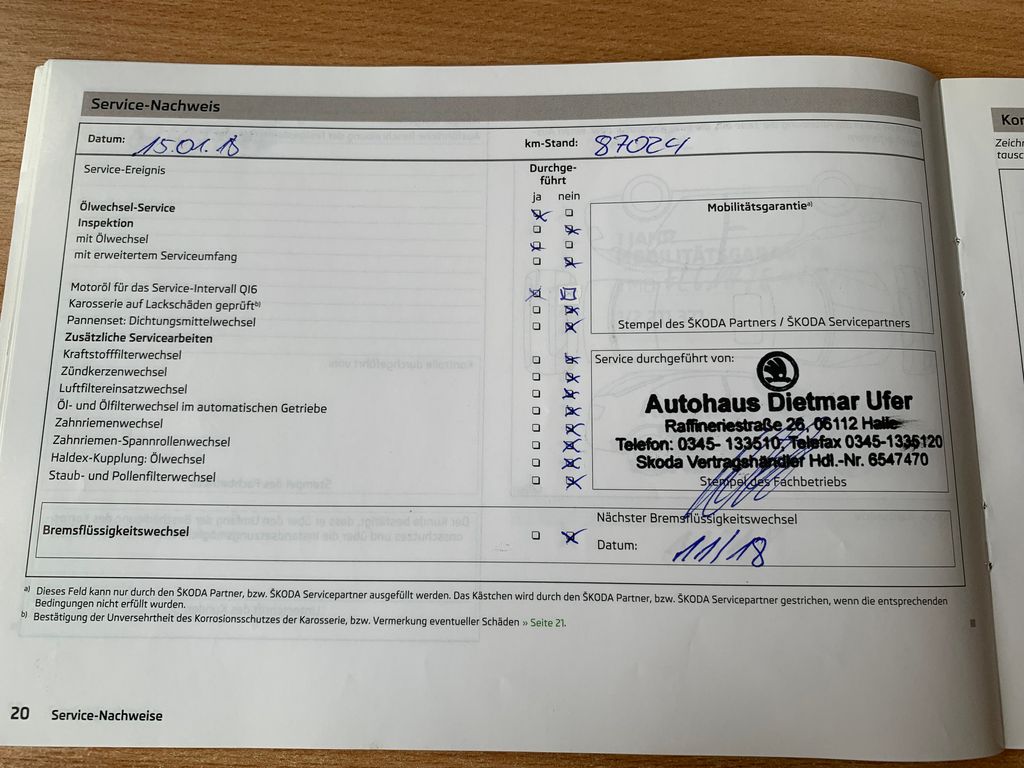 Service-Nachweis
Datum: 15.01.18 km-Stand: 87024
Service-Ereignis Durchge-
führt
ja nein
Ölwechsel-Service
Inspektion
mit Ölwechsel
mit erweitertem Serviceumfang
Motoröl für das Service-Intervall QI6
Karosserie auf Lackschäden geprüft b)
Pannenset: Dichtungsmittelwechsel
Zusätzliche Servicearbeiten
Kraftstofffilterwechsel
Zündkerzenwechsel
Luftfiltereinsatzwechsel
Öl- und Ölfilterwechsel im automatischen Getriebe
Zahnriemenwechsel
Zahnriemen-Spannrollenwechsel
Haldex-Kupplung: Ölwechsel
Staub- und Pollenfilterwechsel
Mobilitätsgarantie a)
Stempel des ŠKODA Partners / ŠKODA Servicepartners
Service durchgeführt von:
Autohaus Dietmar Ufer
Raffineriestraße 26, 06112 Halle
Telefon: 0345- 133510, Telefax 0345-1335120
Skoda Vertragshändler Hdl.-Nr. 6547470
Stempel des Fachbetriebs
Bremsflüssigkeitswechsel
Nächster Bremsflüssigkeitswechsel
Datum: 11/18
a) Dieses Feld kann nur durch den ŠKODA Partner, bzw. ŠKODA Servicepartner ausgefüllt werden. Das Kästchen wird durch den ŠKODA Partner, bzw. ŠKODA Servicepartner gestrichen, wenn die entsprechenden
Bedingungen nicht erfüllt wurden.
b) Bestätigung der Unversehrtheit des Korrosionsschutzes der Karosserie, bzw. Vermerkung eventueller Schäden » Seite 21.
20 Service-Nachweise
Kor
Zeich
tausc